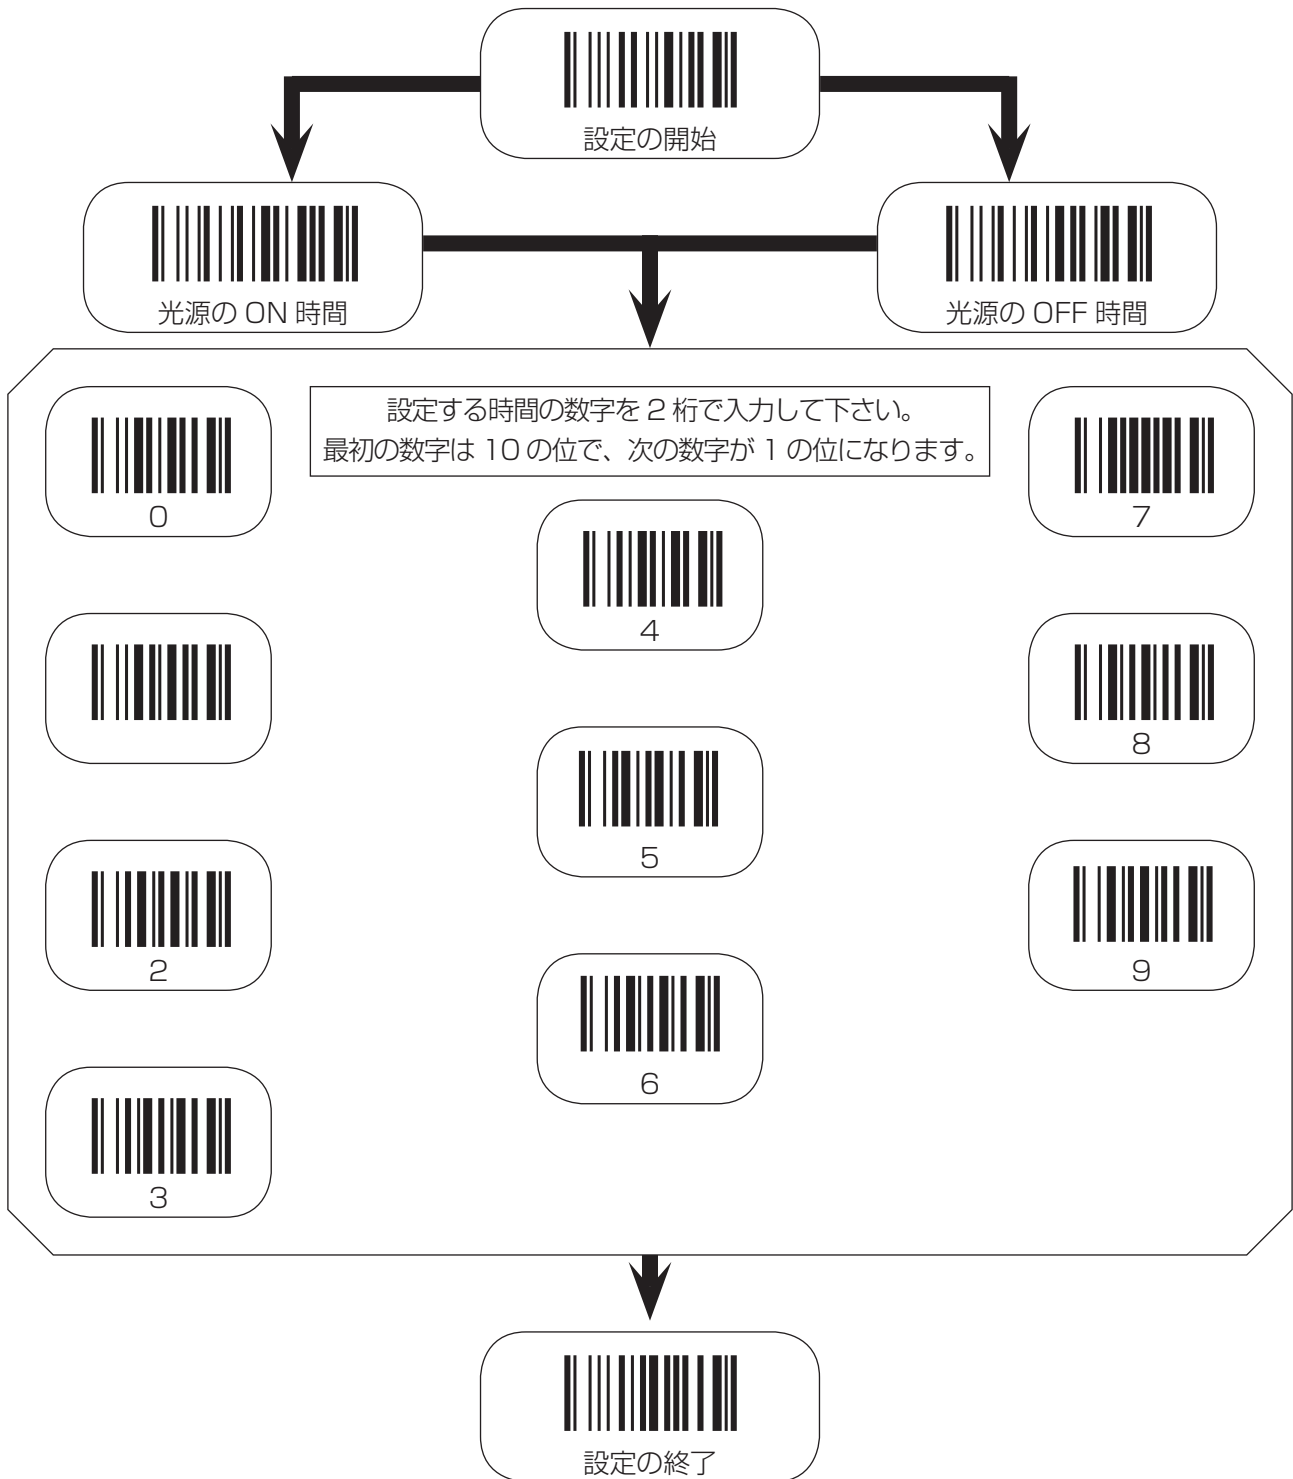 設定の開始
光源の ON 時間
光源の OFF 時間
設定する時間の数字を 2 桁で入力して下さい。
最初の数字は 10 の位で、次の数字が 1 の位になります。
0
2
3
4
5
6
7
8
9
設定の終了